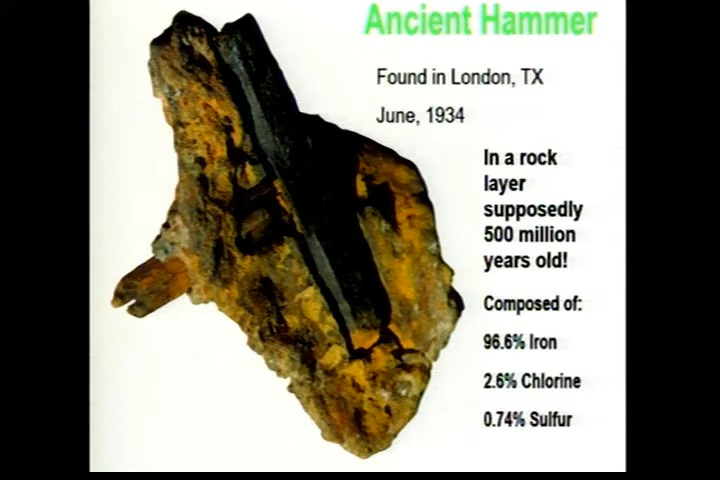 Ancient Hammer
Found in London, TX
June, 1934
In a rock
layer
supposedly
500 million
years old!
Composed of:
96.6% Iron
2.6% Chlorine
0.74% Sulfur